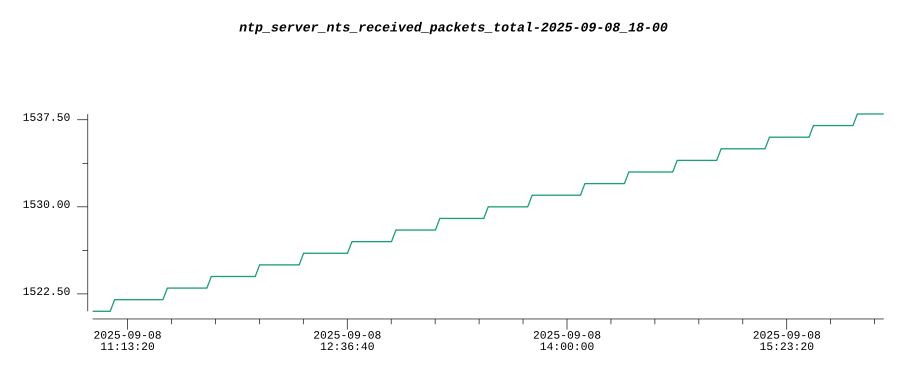 ntp_server_nts_received_packets_total-2025-09-08_18-00
1537.50
1530.00
1522.50
2025-09-08 2025-09-08 2025-09-08 2025-09-08
11:13:20 12:36:40 14:00:00 15:23:20